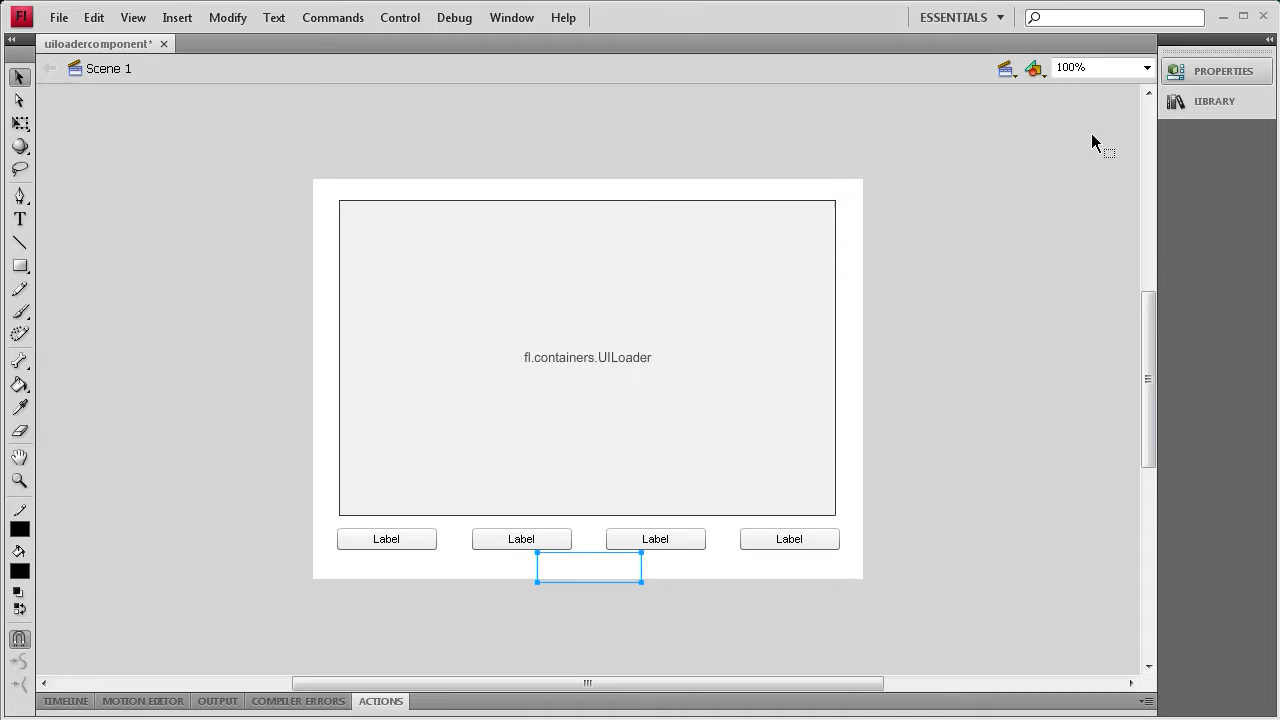 Fl File Edit View Insert Modify Text Commands Control Debug Window Help ESSENTIALS
uiloadercomponent*
Scene 1 100%
PROPERTIES
LIBRARY
fl.containers.UILoader
Label Label Label Label
TIMELINE MOTION EDITOR OUTPUT COMPILER ERRORS ACTIONS